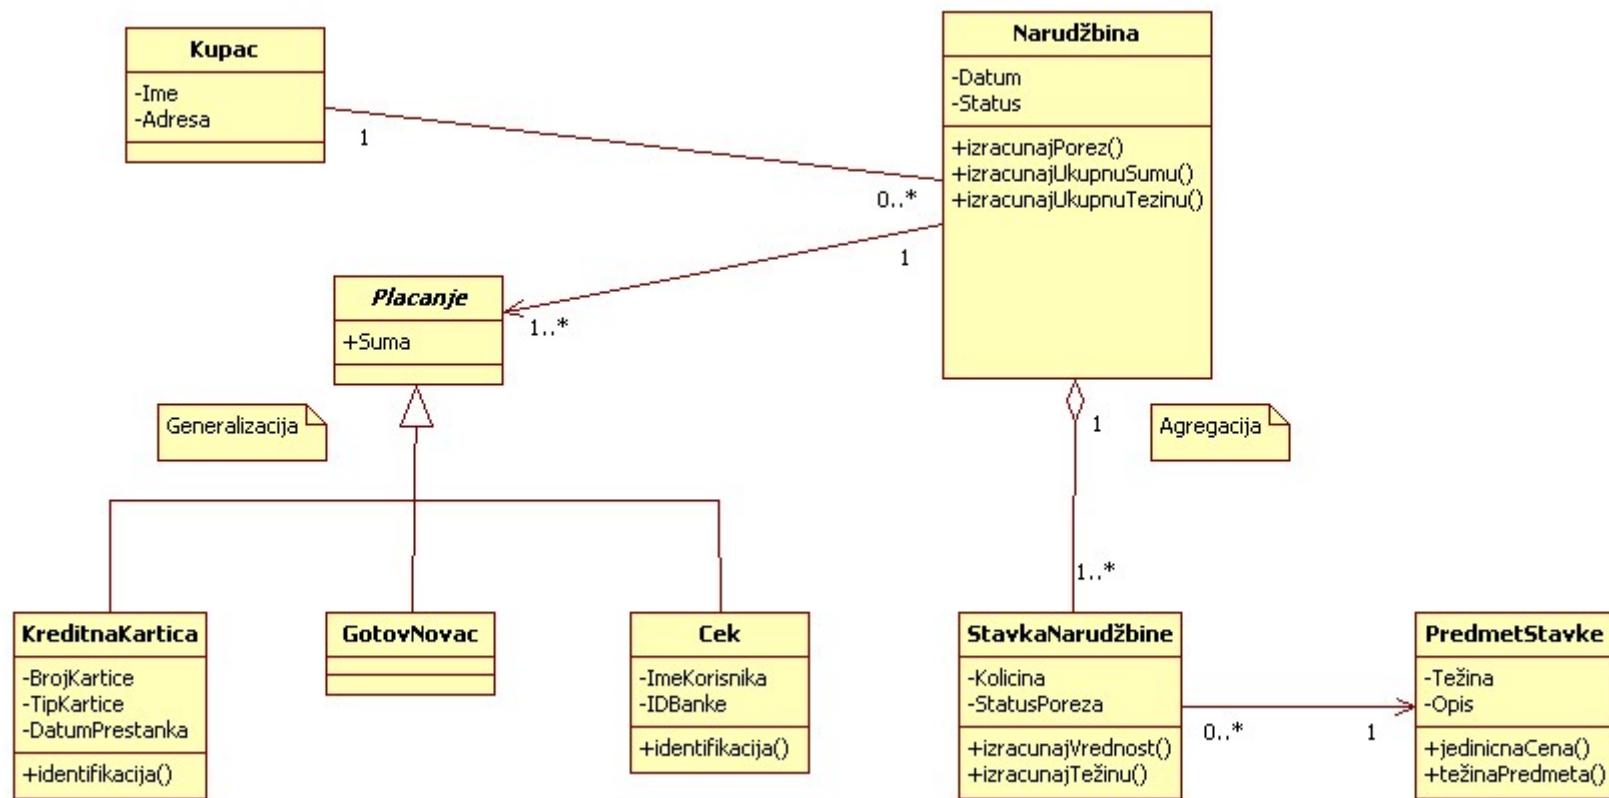 Kupac
-Ime
-Adresa
1
0..*
Narudžbina
-Datum
-Status
+izracunajPorez()
+izracunajUkupnuSumu()
+izracunajUkupnuTezinu()
1
1..*
Placanje
+Suma
Generalizacija
1
Agregacija
1..*
KreditnaKartica
-BrojKartice
-TipKartice
-DatumPrestanka
+identifikacija()
GotovNovac
Cek
-ImeKorisnika
-IDBanke
+identifikacija()
StavkaNarudžbine
-Kolicina
-StatusPoreza
+izracunajVrednost()
+izracunajTežinu()
0..*
1
PredmetStavke
-Težina
-Opis
+jedinicnaCena()
+težinaPredmeta()